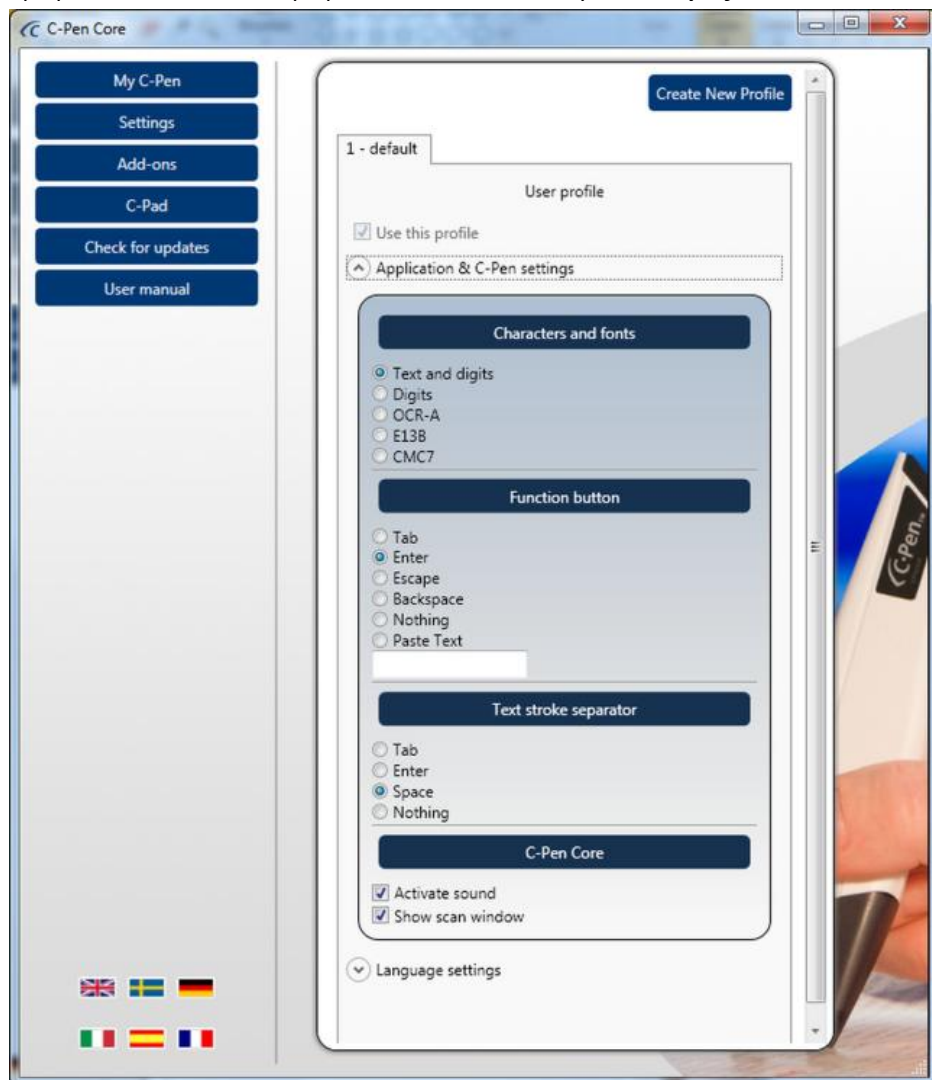 C-Pen Core
My C-Pen
Settings
Add-ons
C-Pad
Check for updates
User manual
Create New Profile
1 - default
User profile
Use this profile
Application & C-Pen settings
Characters and fonts
Text and digits
Digits
OCR-A
E13B
CMC7
Function button
Tab
Enter
Escape
Backspace
Nothing
Paste Text
Text stroke separator
Tab
Enter
Space
Nothing
C-Pen Core
Activate sound
Show scan window
Language settings
C-Pen